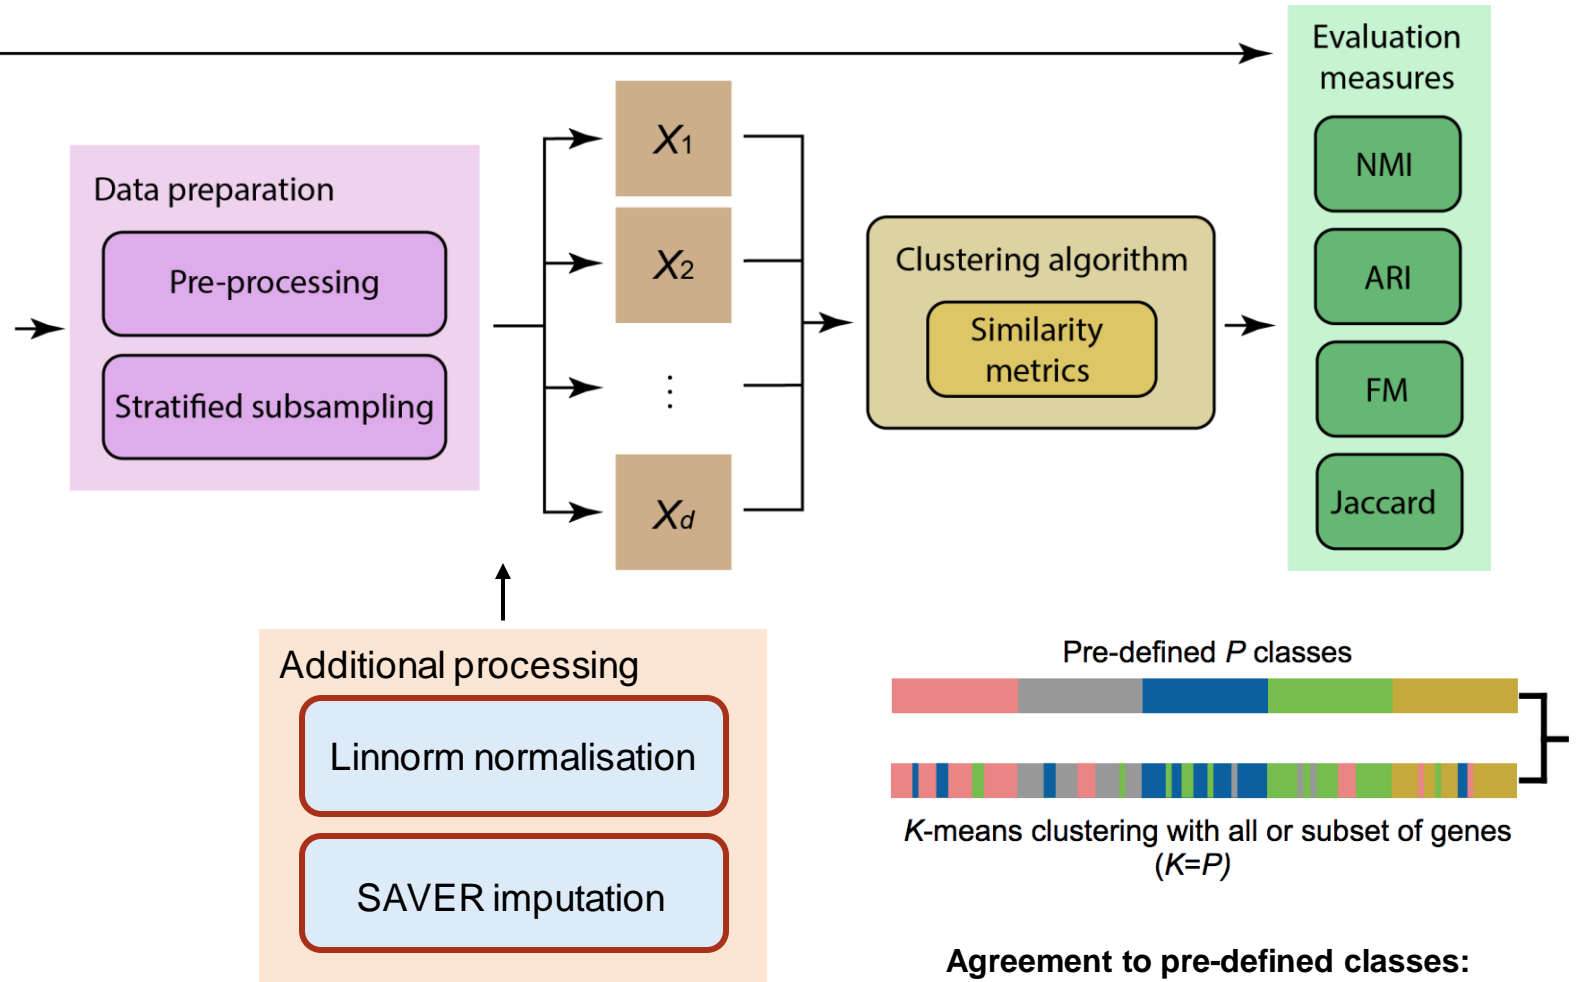 Evaluation
measures
NMI
ARI
FM
Jaccard
Data preparation
Pre-processing
Stratified subsampling
X1
X2
⋮
Xd
Clustering algorithm
Similarity
metrics
Additional processing
Linnorm normalisation
SAVER imputation
Pre-defined P classes
K-means clustering with all or subset of genes
(K=P)
Agreement to pre-defined classes: